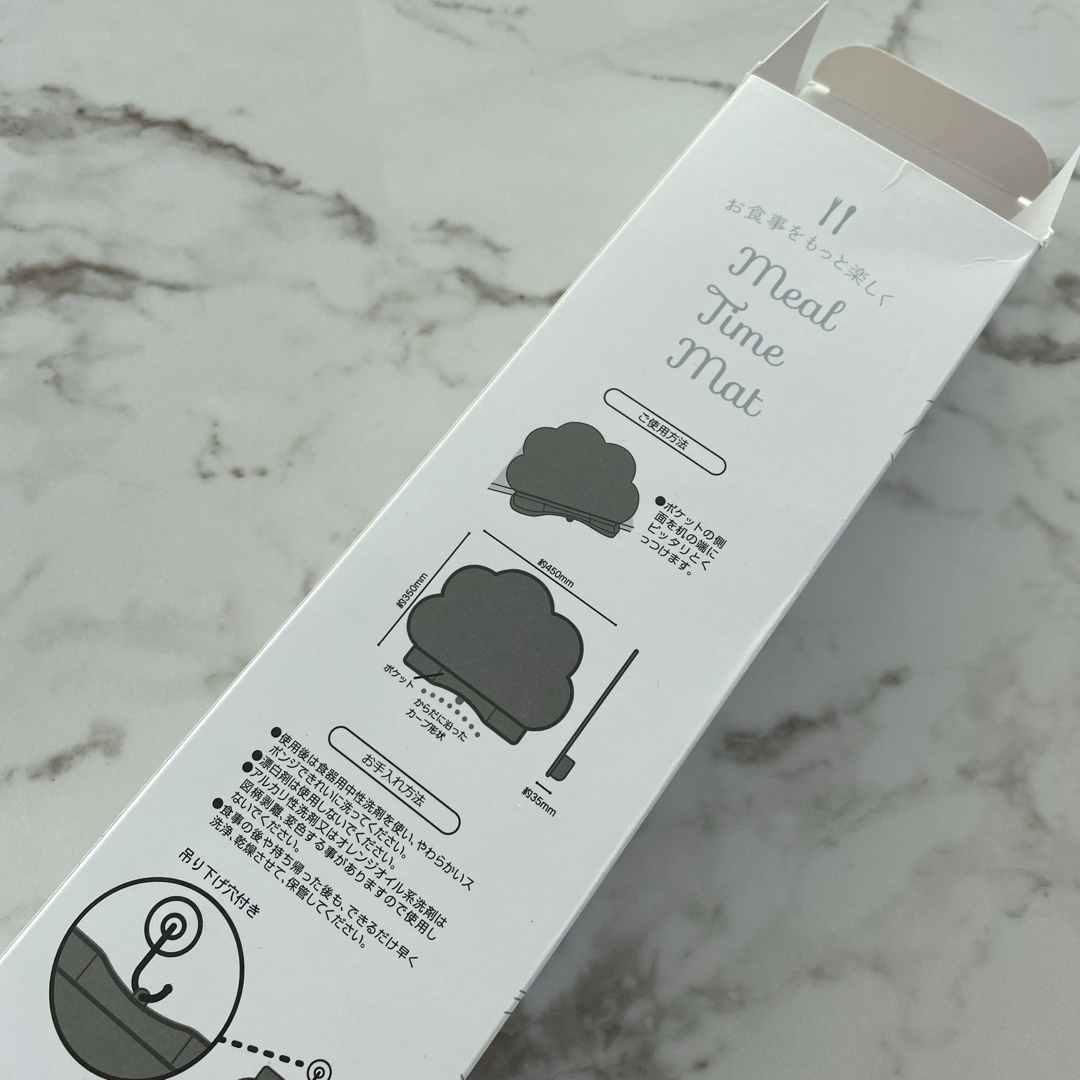 お食事をもっと楽しく
Meal
Time
Mat
ご使用方法
●ポケットの側
面を机の端に
ピッタリとく
っつけます。
約450mm
約350mm
ポケット
からだに沿った
カーブ形状
約35mm
お手入れ方法
●使用後は食器用中性洗剤を使い、やわらかいス
ポンジできれいに洗ってください。
●漂白剤は使用しないでください。
●アルカリ性洗剤又はオレンジオイル系洗剤は
図柄剥離、変色する事がありますので使用し
ないでください。
●食事の後や持ち帰った後も、できるだけ早く
洗浄、乾燥させて、保管してください。
吊り下げ穴付き